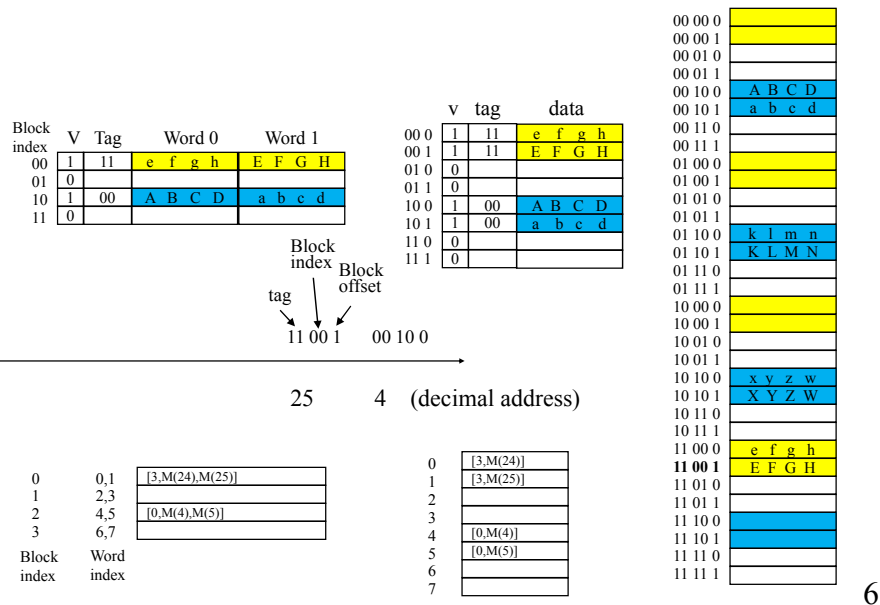 Block
index
V Tag Word 0 Word 1
00 1 11 e f g h E F G H
01 0
10 1 00 A B C D a b c d
11 0
v tag data
00 0 1 11 e f g h
00 1 1 11 E F G H
01 0 0
01 1 0
10 0 1 00 A B C D
10 1 1 00 a b c d
11 0 0
11 1 0
Block
index
Block
offset
tag
11 00 1 00 10 0
25 4 (decimal address)
0 0,1 [3,M(24),M(25)]
1 2,3
2 4,5 [0,M(4),M(5)]
3 6,7
Block
index
Word
index
0 [3,M(24)]
1 [3,M(25)]
2
3
4 [0,M(4)]
5 [0,M(5)]
6
7
00 00 0
00 00 1
00 01 0
00 01 1
00 10 0 A B C D
00 10 1 a b c d
00 11 0
00 11 1
01 00 0
01 00 1
01 01 0
01 01 1
01 10 0 k l m n
01 10 1 K L M N
01 11 0
01 11 1
10 00 0
10 00 1
10 01 0
10 01 1
10 10 0 x y z w
10 10 1 X Y Z W
10 11 0
10 11 1
11 00 0 e f g h
11 00 1 E F G H
11 01 0
11 01 1
11 10 0
11 10 1
11 11 0
11 11 1
6